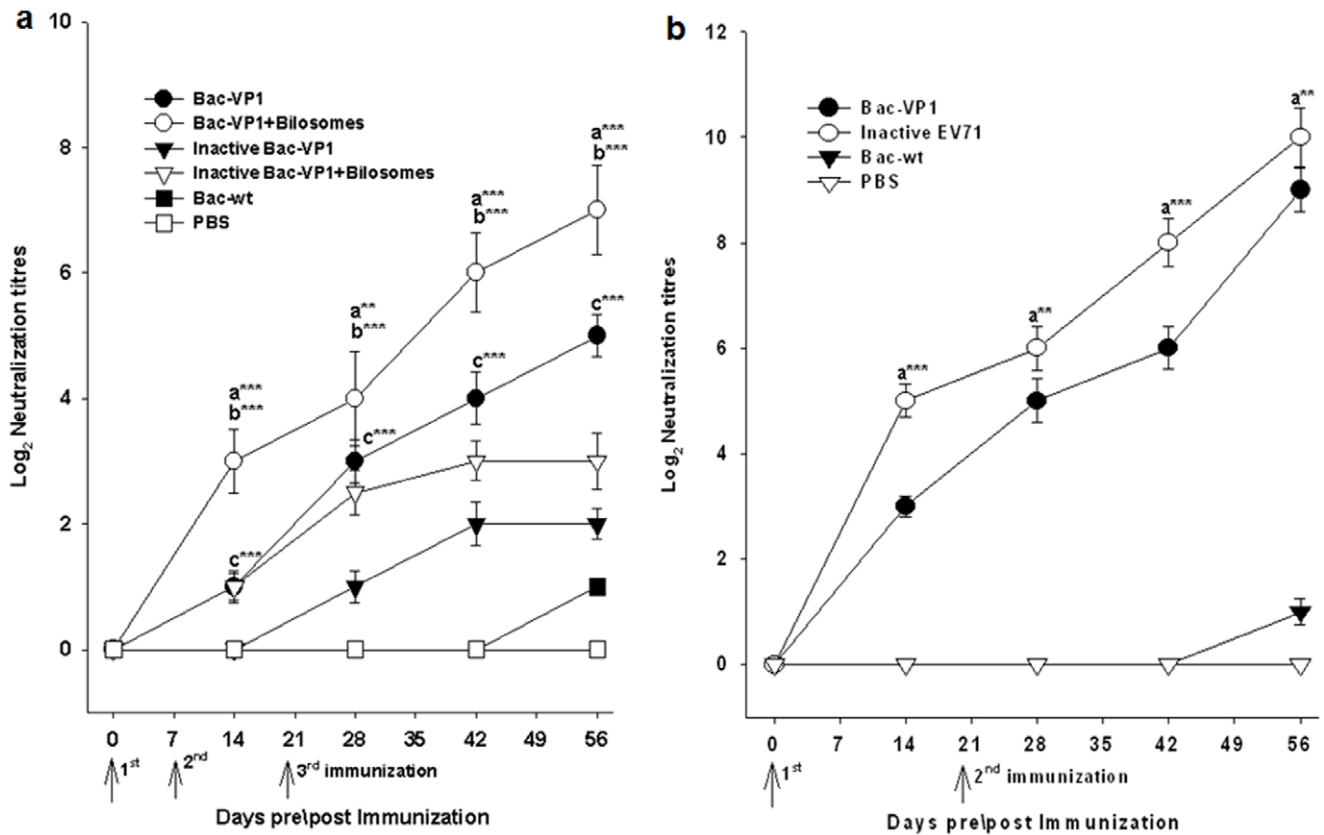 a
10
8
6
4
2
0
Log2 Neutralization titres
Bac-VP1
Bac-VP1+Bilosomes
Inactive Bac-VP1
Inactive Bac-VP1+Bilosomes
Bac-wt
PBS
a***
b***
c***
a**
b***
c***
a***
b***
c***
a***
b***
c***
0 7 14 21 28 35 42 49 56
1st 2nd 3rd immunization
Days pre\post Immunization
b
12
10
8
6
4
2
0
Log2 Neutralization titres
Bac-VP1
Inactive EV71
Bac-wt
PBS
a***
a**
a***
a**
0 7 14 21 28 35 42 49 56
1st 2nd immunization
Days pre\post Immunization